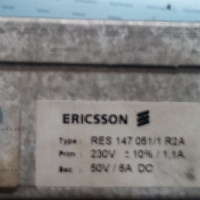 ERICSSON
Type : RES 147 051/1 R2A
Prim : 230V ±10% / 1,1A
Sec : 50V / 6A DC